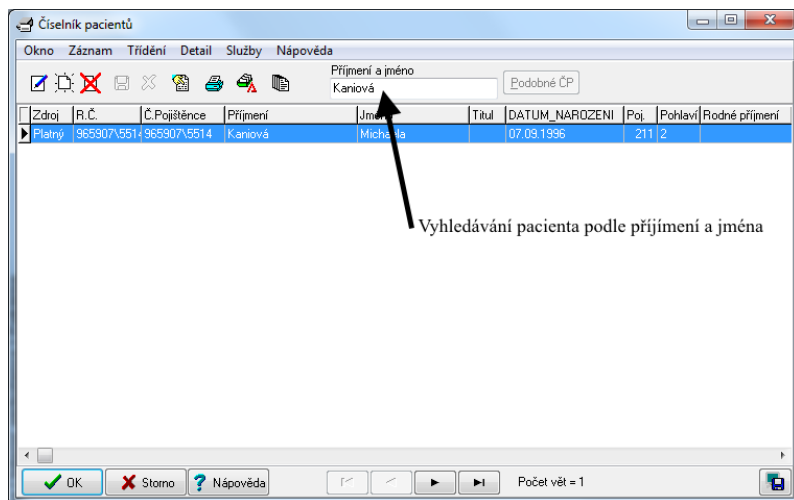 Číselník pacientů
Okno Záznam Třídění Detail Služby Nápověda
Příjmení a jméno
Kaniová
Podobné ČP
Zdroj R.Č. Č.Pojištěnce Příjmení Jméno Titul DATUM_NAROZENI Poj. Pohlaví Rodné příjmení
Platný 965907\5514 965907\5514 Kaniová Michaela 07.09.1996 211 2
Vyhledávání pacienta podle příjímení a jména
OK Storno ? Nápověda Počet vět = 1